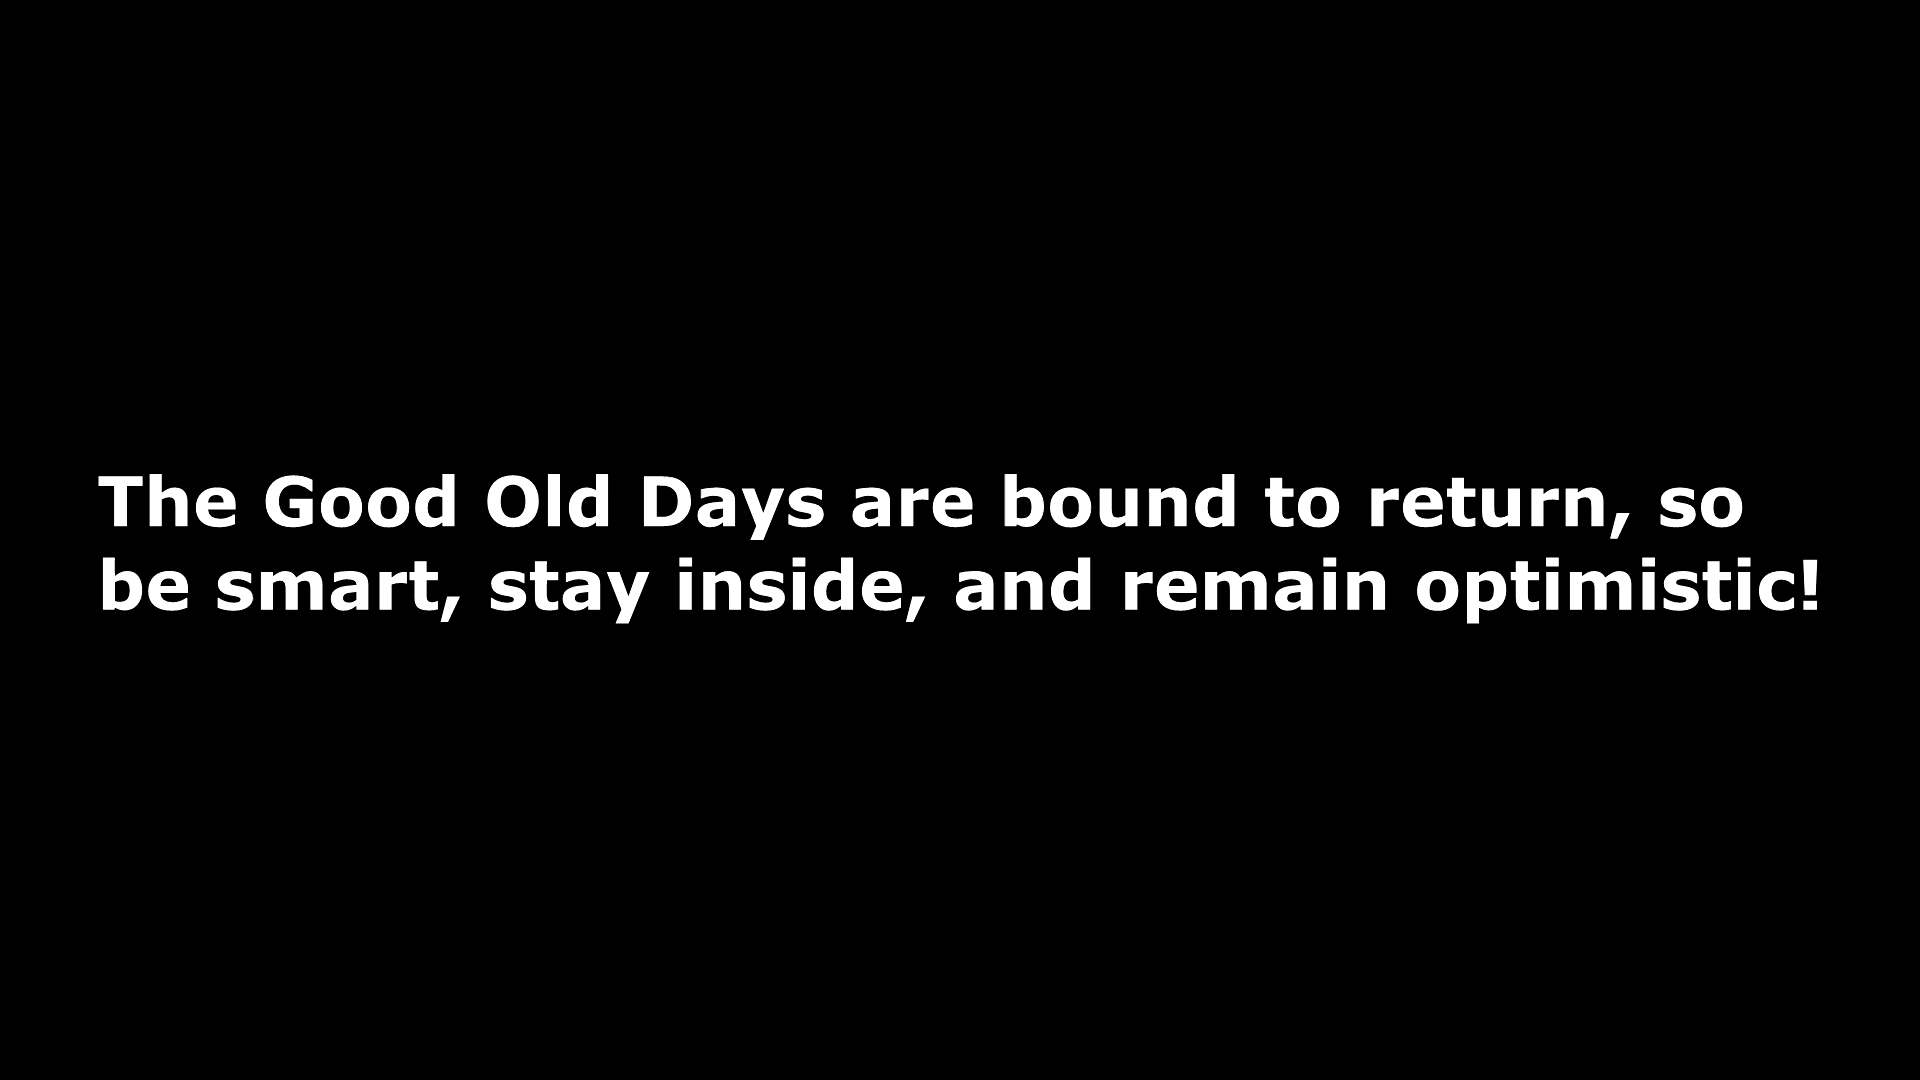 The Good Old Days are bound to return, so
be smart, stay inside, and remain optimistic!